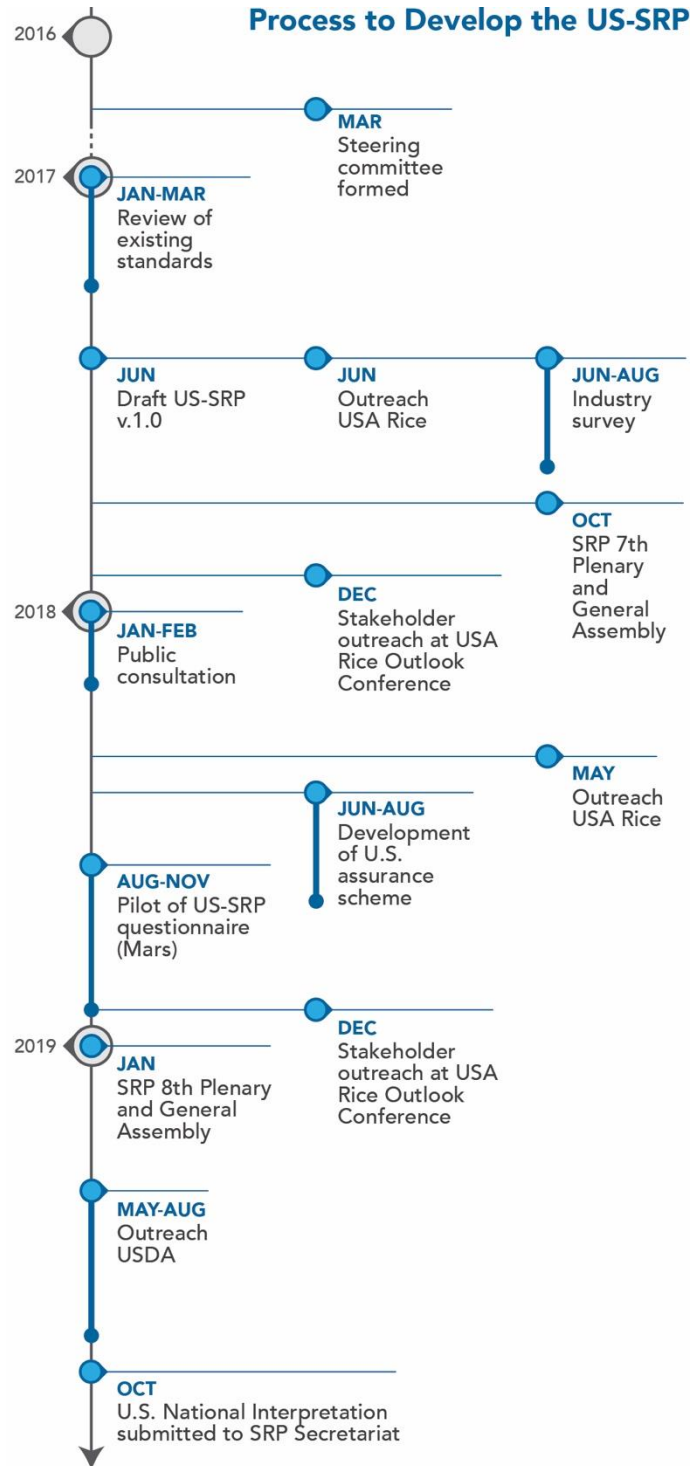 Process to Develop the US-SRP
2016
MAR
Steering
committee
formed
2017
JAN-MAR
Review of
existing
standards
JUN
Draft US-SRP
v.1.0
JUN
Outreach
USA Rice
JUN-AUG
Industry
survey
OCT
SRP 7th
Plenary
and
General
Assembly
DEC
Stakeholder
outreach at USA
Rice Outlook
Conference
2018
JAN-FEB
Public
consultation
MAY
Outreach
USA Rice
JUN-AUG
Development
of U.S.
assurance
scheme
AUG-NOV
Pilot of US-SRP
questionnaire
(Mars)
DEC
Stakeholder
outreach at USA
Rice Outlook
Conference
2019
JAN
SRP 8th Plenary
and General
Assembly
MAY-AUG
Outreach
USDA
OCT
U.S. National Interpretation
submitted to SRP Secretariat